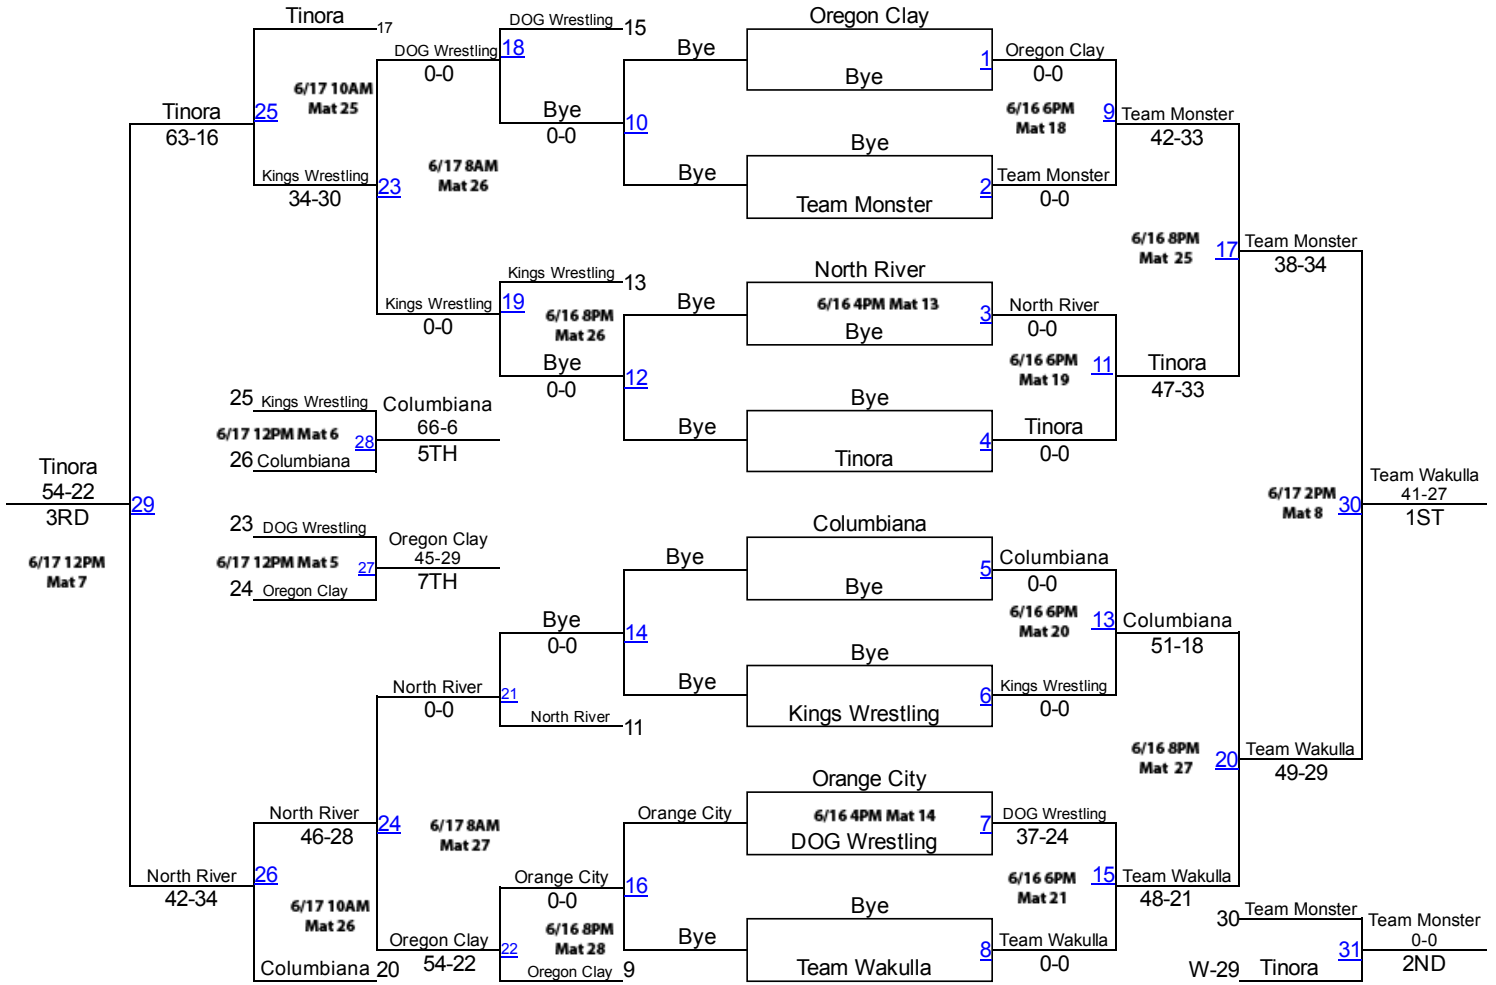 Tinora
17
DOG Wrestling
0-0
18
DOG Wrestling
15
Bye
0-0
6/17 10AM
Mat 25
25
Tinora
63-16
Kings Wrestling
34-30
23
6/17 8AM
Mat 26
10
Bye
Bye
Oregon Clay
Bye
1
Oregon Clay
0-0
6/16 6PM
Mat 18
9
Team Monster
42-33
Bye
Team Monster
2
Team Monster
0-0
6/16 8PM
Mat 25
17
Team Monster
38-34
Kings Wrestling
0-0
19
Kings Wrestling
13
6/16 8PM
Mat 26
Bye
0-0
12
Bye
Bye
North River
6/16 4PM Mat 13
Bye
3
North River
0-0
6/16 6PM
Mat 19
11
Tinora
47-33
Bye
Tinora
4
Tinora
0-0
25
Kings Wrestling
6/17 12PM Mat 6
28
26
Columbiana
Columbiana
66-6
5TH
Tinora
54-22
3RD
29
6/17 12PM
Mat 7
23
DOG Wrestling
6/17 12PM Mat 5
27
24
Oregon Clay
Oregon Clay
45-29
7TH
6/17 2PM
Mat 8
30
Team Wakulla
41-27
1ST
Bye
0-0
14
Bye
Bye
Columbiana
Bye
5
Columbiana
0-0
6/16 6PM
Mat 20
13
Columbiana
51-18
Bye
Kings Wrestling
6
Kings Wrestling
0-0
North River
0-0
21
North River
11
6/16 8PM
Mat 27
20
Team Wakulla
49-29
North River
46-28
24
6/17 8AM
Mat 27
North River
42-34
26
6/17 10AM
Mat 26
Columbiana
20
Oregon Clay
54-22
22
Orange City
0-0
6/16 8PM
Mat 28
Oregon Clay
9
16
Orange City
Bye
Orange City
6/16 4PM Mat 14
DOG Wrestling
7
DOG Wrestling
37-24
6/16 6PM
Mat 21
15
Team Wakulla
48-21
Bye
Team Wakulla
8
Team Wakulla
0-0
30
Team Monster
W-29
Tinora
31
Team Monster
0-0
2ND